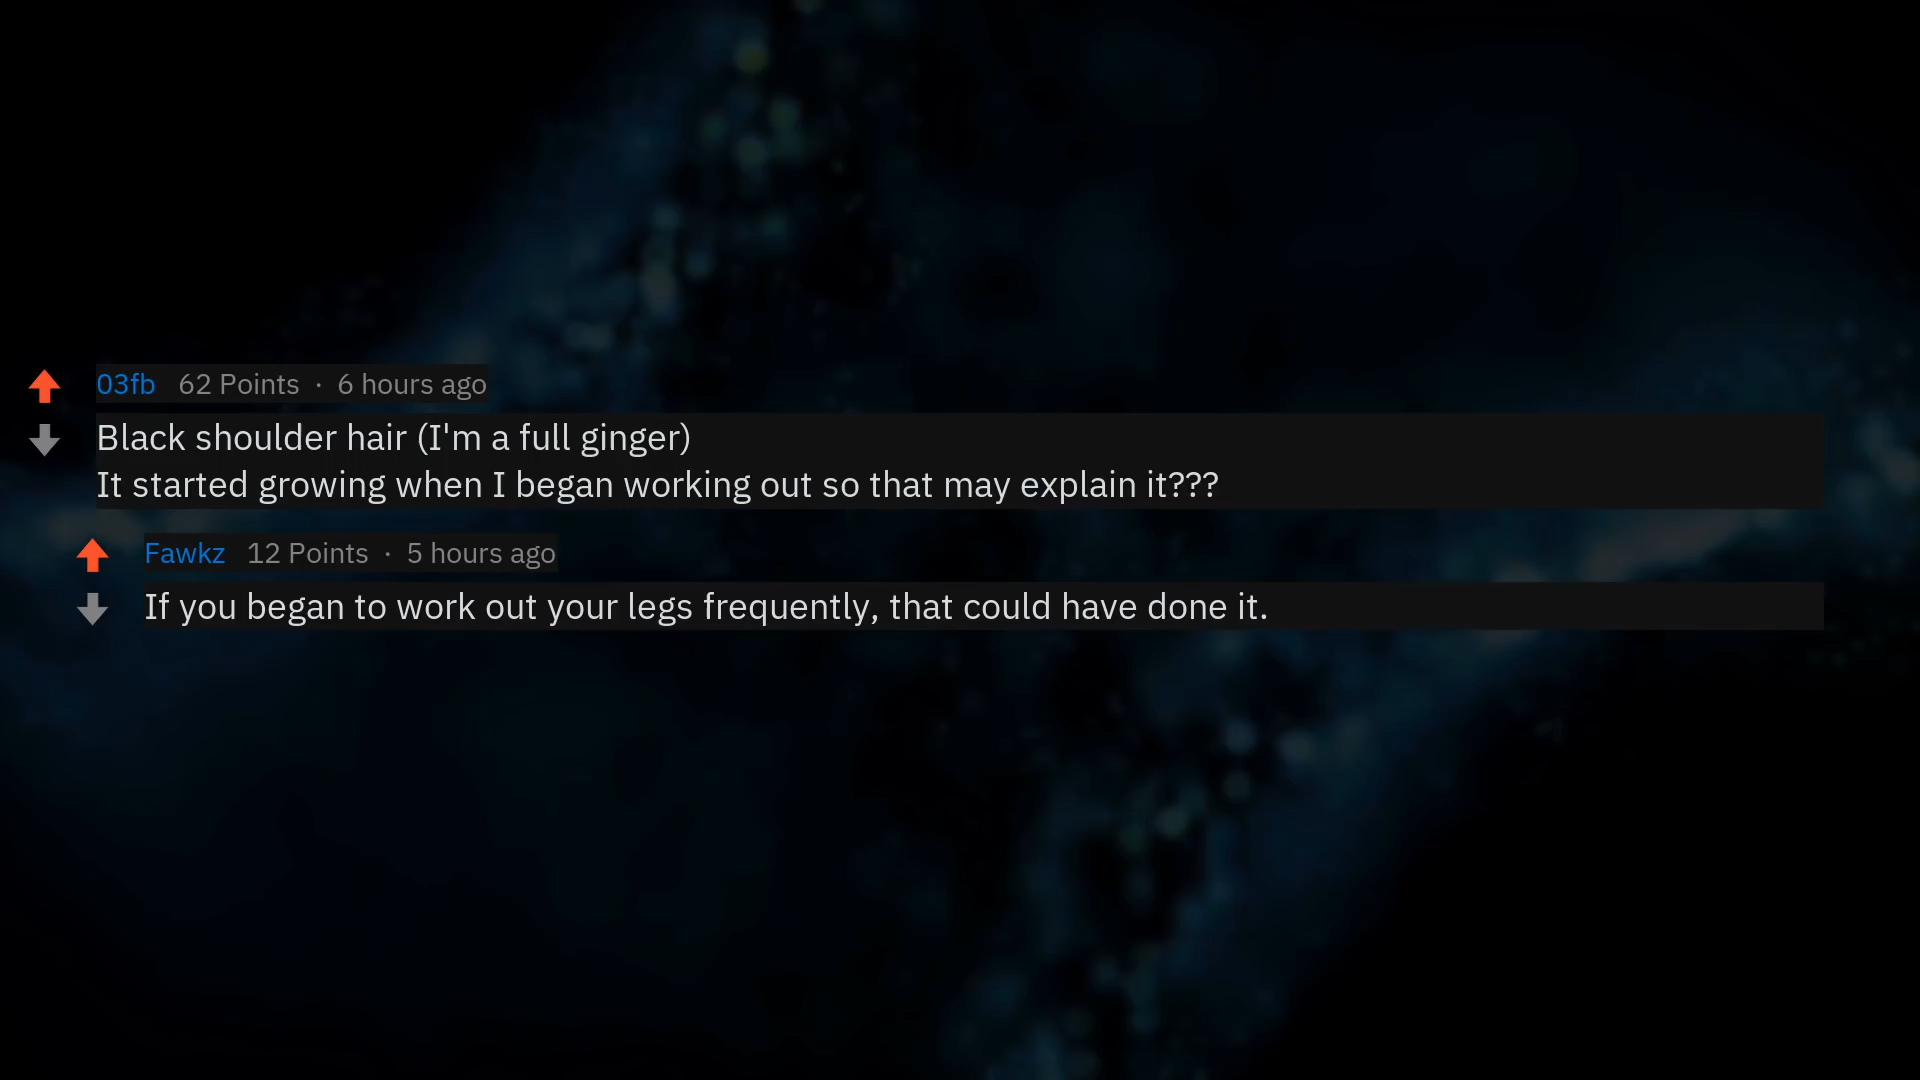 03fb 62 Points · 6 hours ago
Black shoulder hair (I'm a full ginger)
It started growing when I began working out so that may explain it???
Fawkz 12 Points · 5 hours ago
If you began to work out your legs frequently, that could have done it.